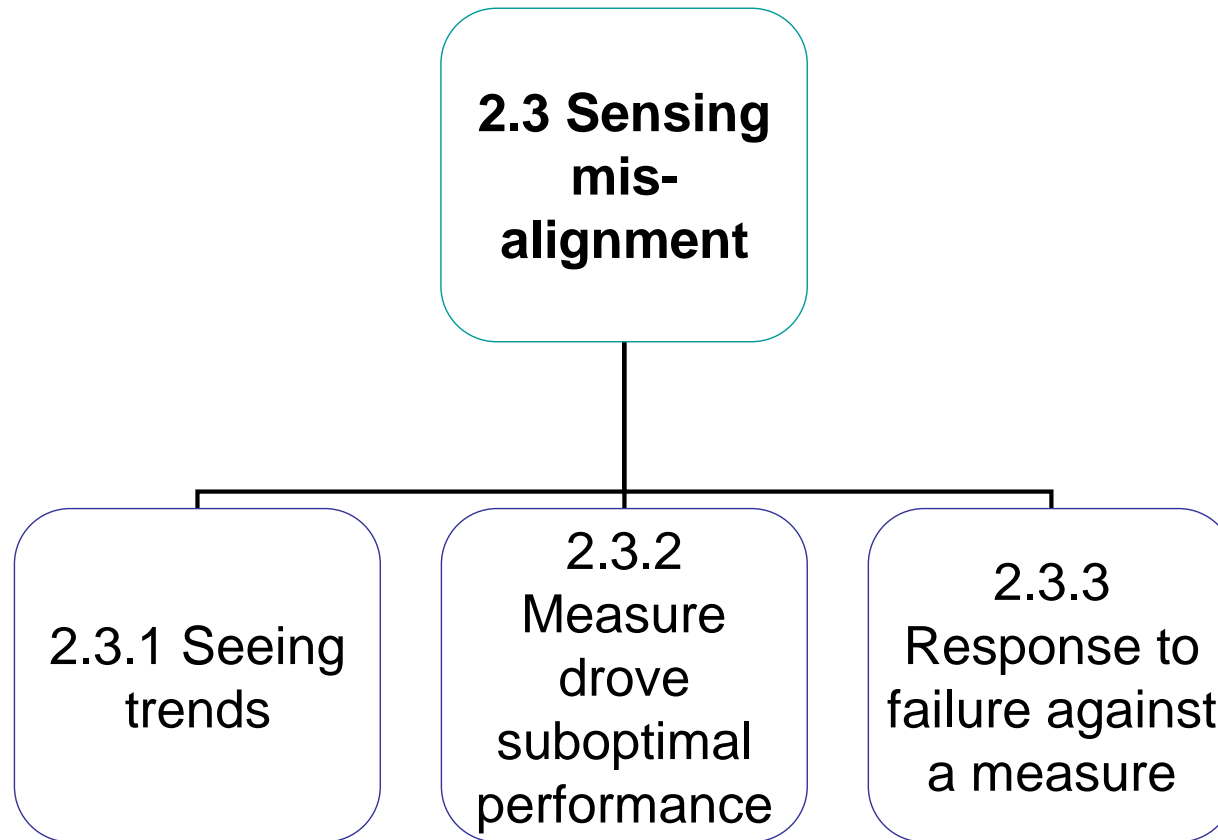 2.3 Sensing
mis-
alignment
2.3.1 Seeing
trends
2.3.2
Measure
drove
suboptimal
performance
2.3.3
Response to
failure against
a measure